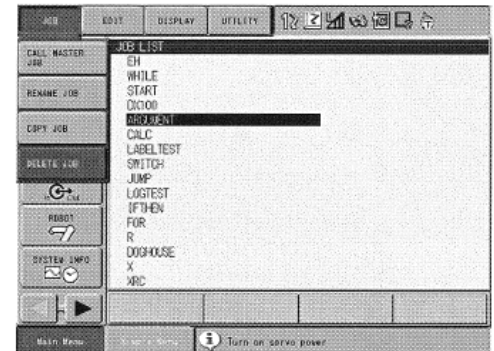 JOB
EDIT
DISPLAY
UTILITY
CALL MASTER
JOB
RENAME JOB
COPY JOB
DELETE JOB
ROBOT
SYSTEM INFO
JOB LIST
EH
WHILE
START
DX100
ARGUMENT
CALC
LABELTEST
SWITCH
JUMP
LOGTEST
IFTHEN
FOR
R
DOGHOUSE
X
XRC
Main Menu
Turn on servo power